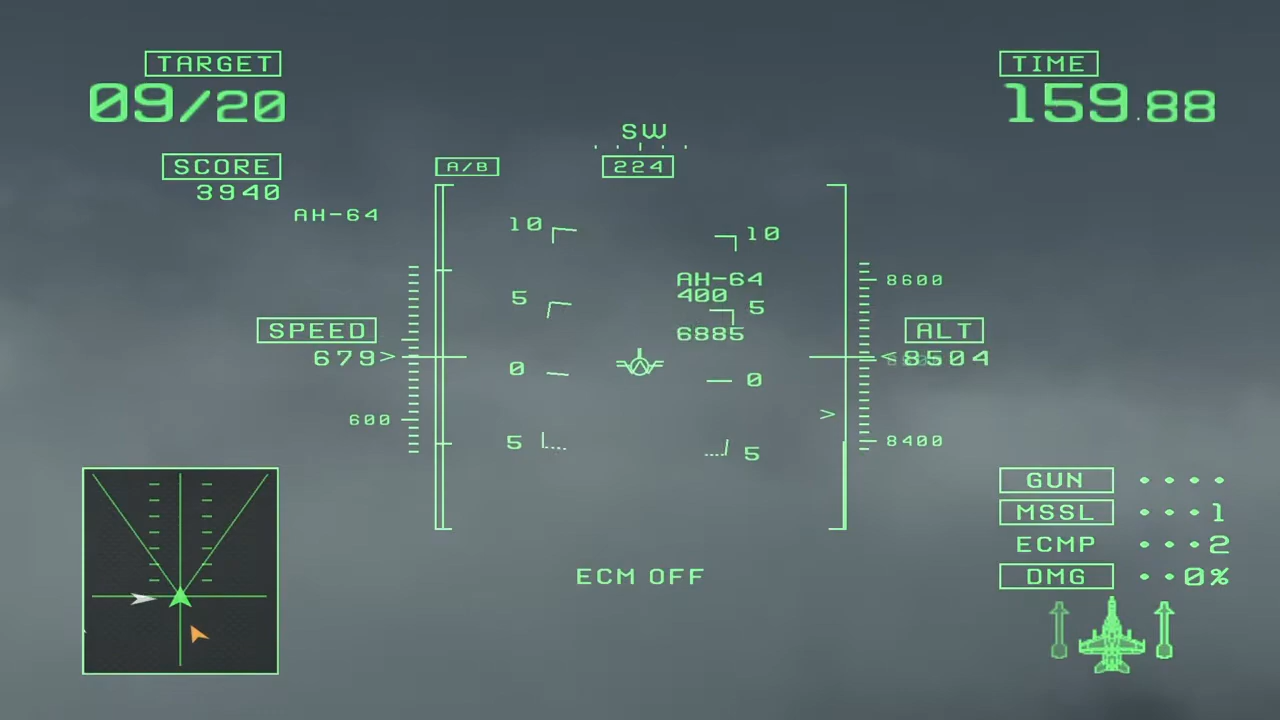 TARGET
09/20
TIME
159.88
SW
SCORE
3940
A/B
224
AH-64
10
10
AH-64
400
5
5
8600
SPEED
679>
6885
ALT
<8504
0
0
>
600
5
5
8400
GUN
MSSL 1
ECMP 2
DMG 0%
ECM OFF